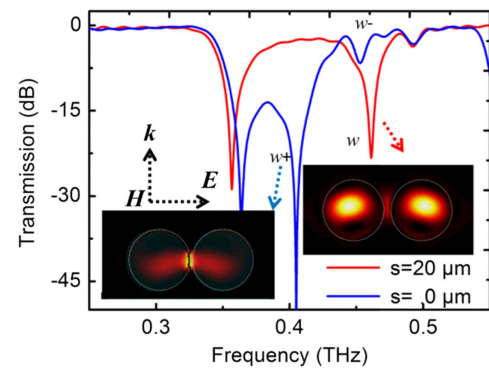 0
-15
-30
-45
Transmission (dB)
w-
w
w+
k
H
E
s=20 μm
s= 0 μm
0.3
0.4
0.5
Frequency (THz)